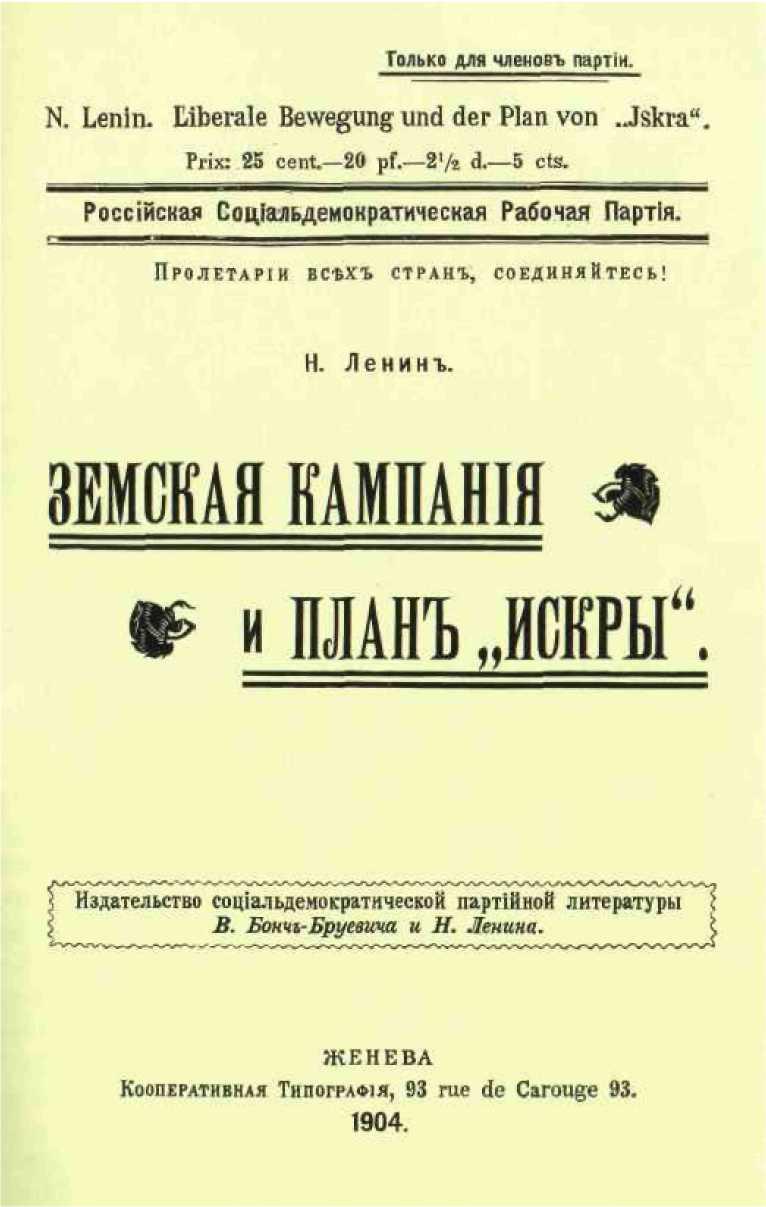 Только для членовъ партіи.
N. Lenin. Liberale Bewegung und der Plan von „Jskra“.
Prix: 25 cent.—20 pf.—2¹/₂ d.—5 cts.
Россійская Соціальдемократическая Рабочая Партія.
Пролетаріи всѣхъ странъ, соединяйтесь!
Н. Ленинъ.
ЗЕМСКАЯ КАМПАНІЯ
и ПЛАНЪ „ИСКРЫ“.
Издательство соціальдемократической партійной литературы
В. Бончъ-Бруевича и Н. Ленина.
ЖЕНЕВА
Кооперативная Типографія, 93 rue de Carouge 93.
1904.